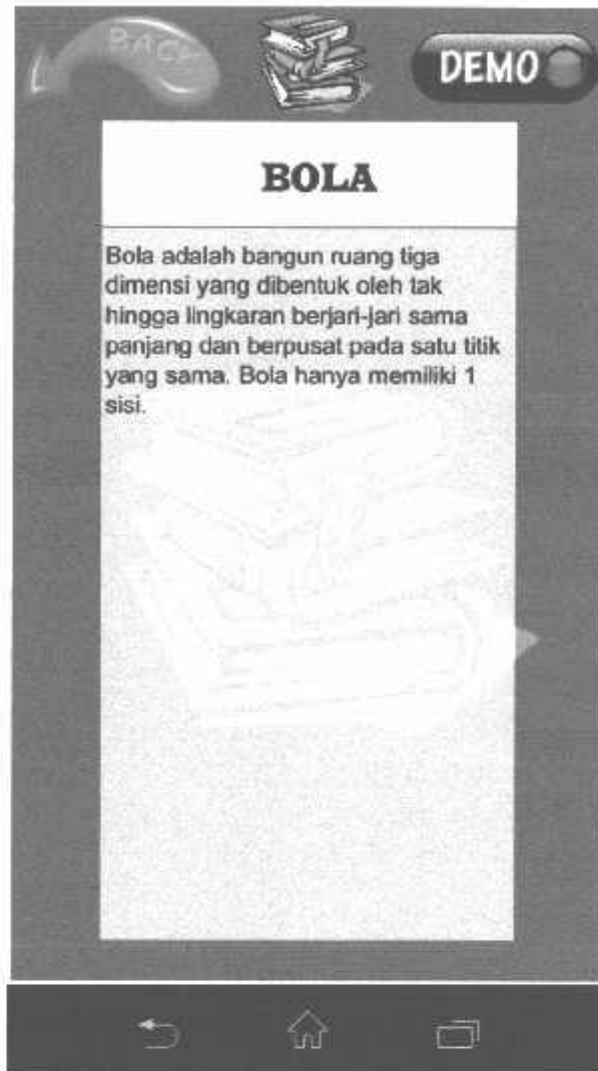 BACK
DEMO
BOLA
Bola adalah bangun ruang tiga
dimensi yang dibentuk oleh tak
hingga lingkaran berjari-jari sama
panjang dan berpusat pada satu titik
yang sama. Bola hanya memiliki 1
sisi.